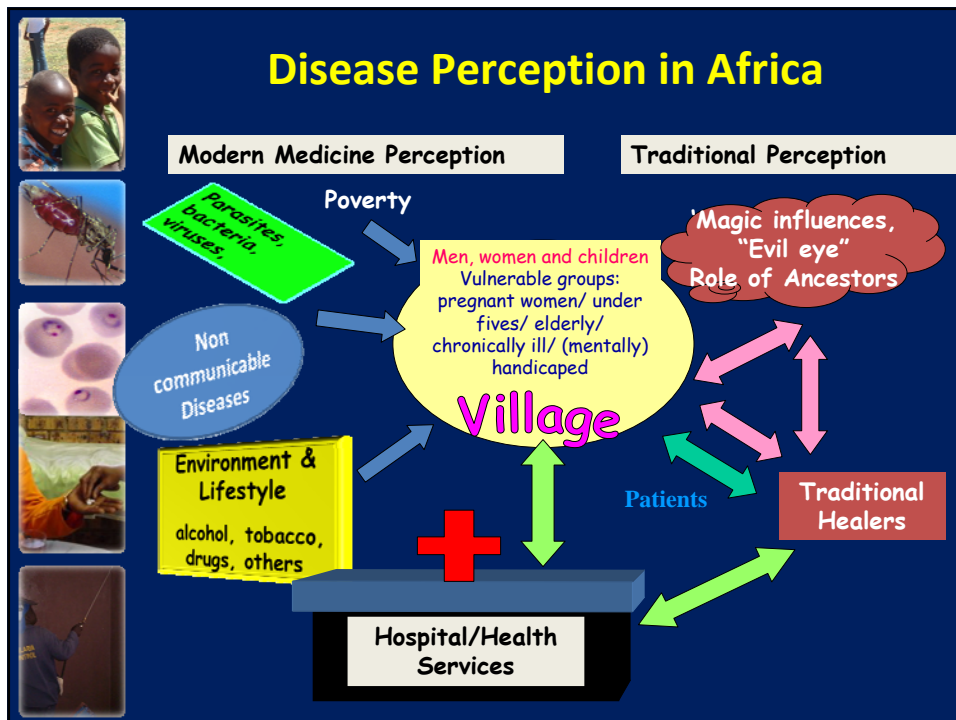 Disease Perception in Africa
Modern Medicine Perception
Traditional Perception
Parasites,
bacteria,
viruses,
Poverty
Men, women and children
Vulnerable groups:
pregnant women/ under
fives/ elderly/
chronically ill/ (mentally)
handicaped
Village
'Magic influences,
“Evil eye”
Role of Ancestors
Non
communicable
Diseases
Environment &
Lifestyle
alcohol, tobacco,
drugs, others
Patients
Traditional
Healers
Hospital/Health
Services